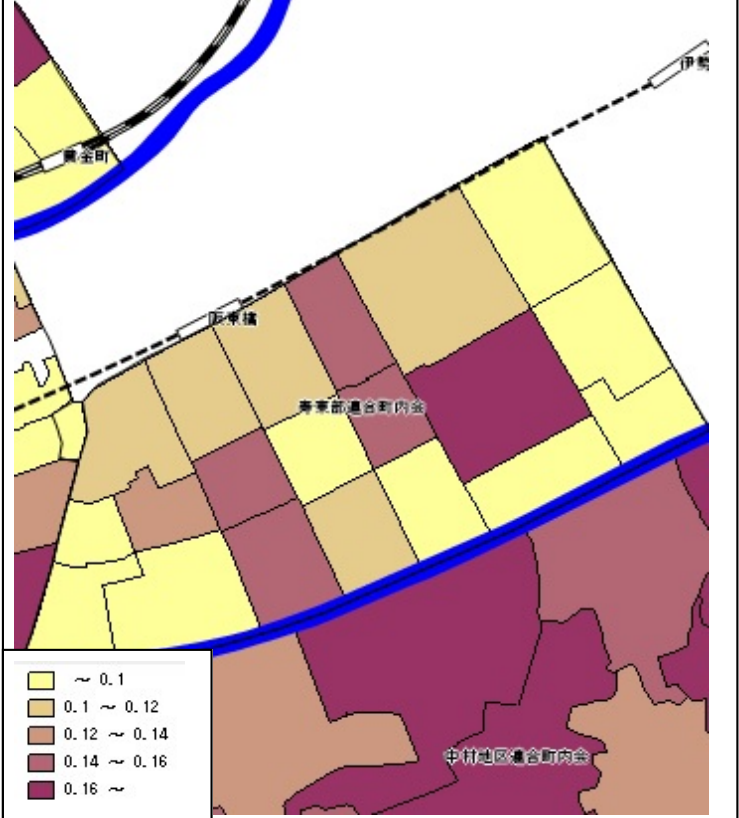 伊勢
黄金町
阪東橋
寿東部連合町内会
中村地区連合町内会
～ 0.1
0.1 ～ 0.12
0.12 ～ 0.14
0.14 ～ 0.16
0.16 ～